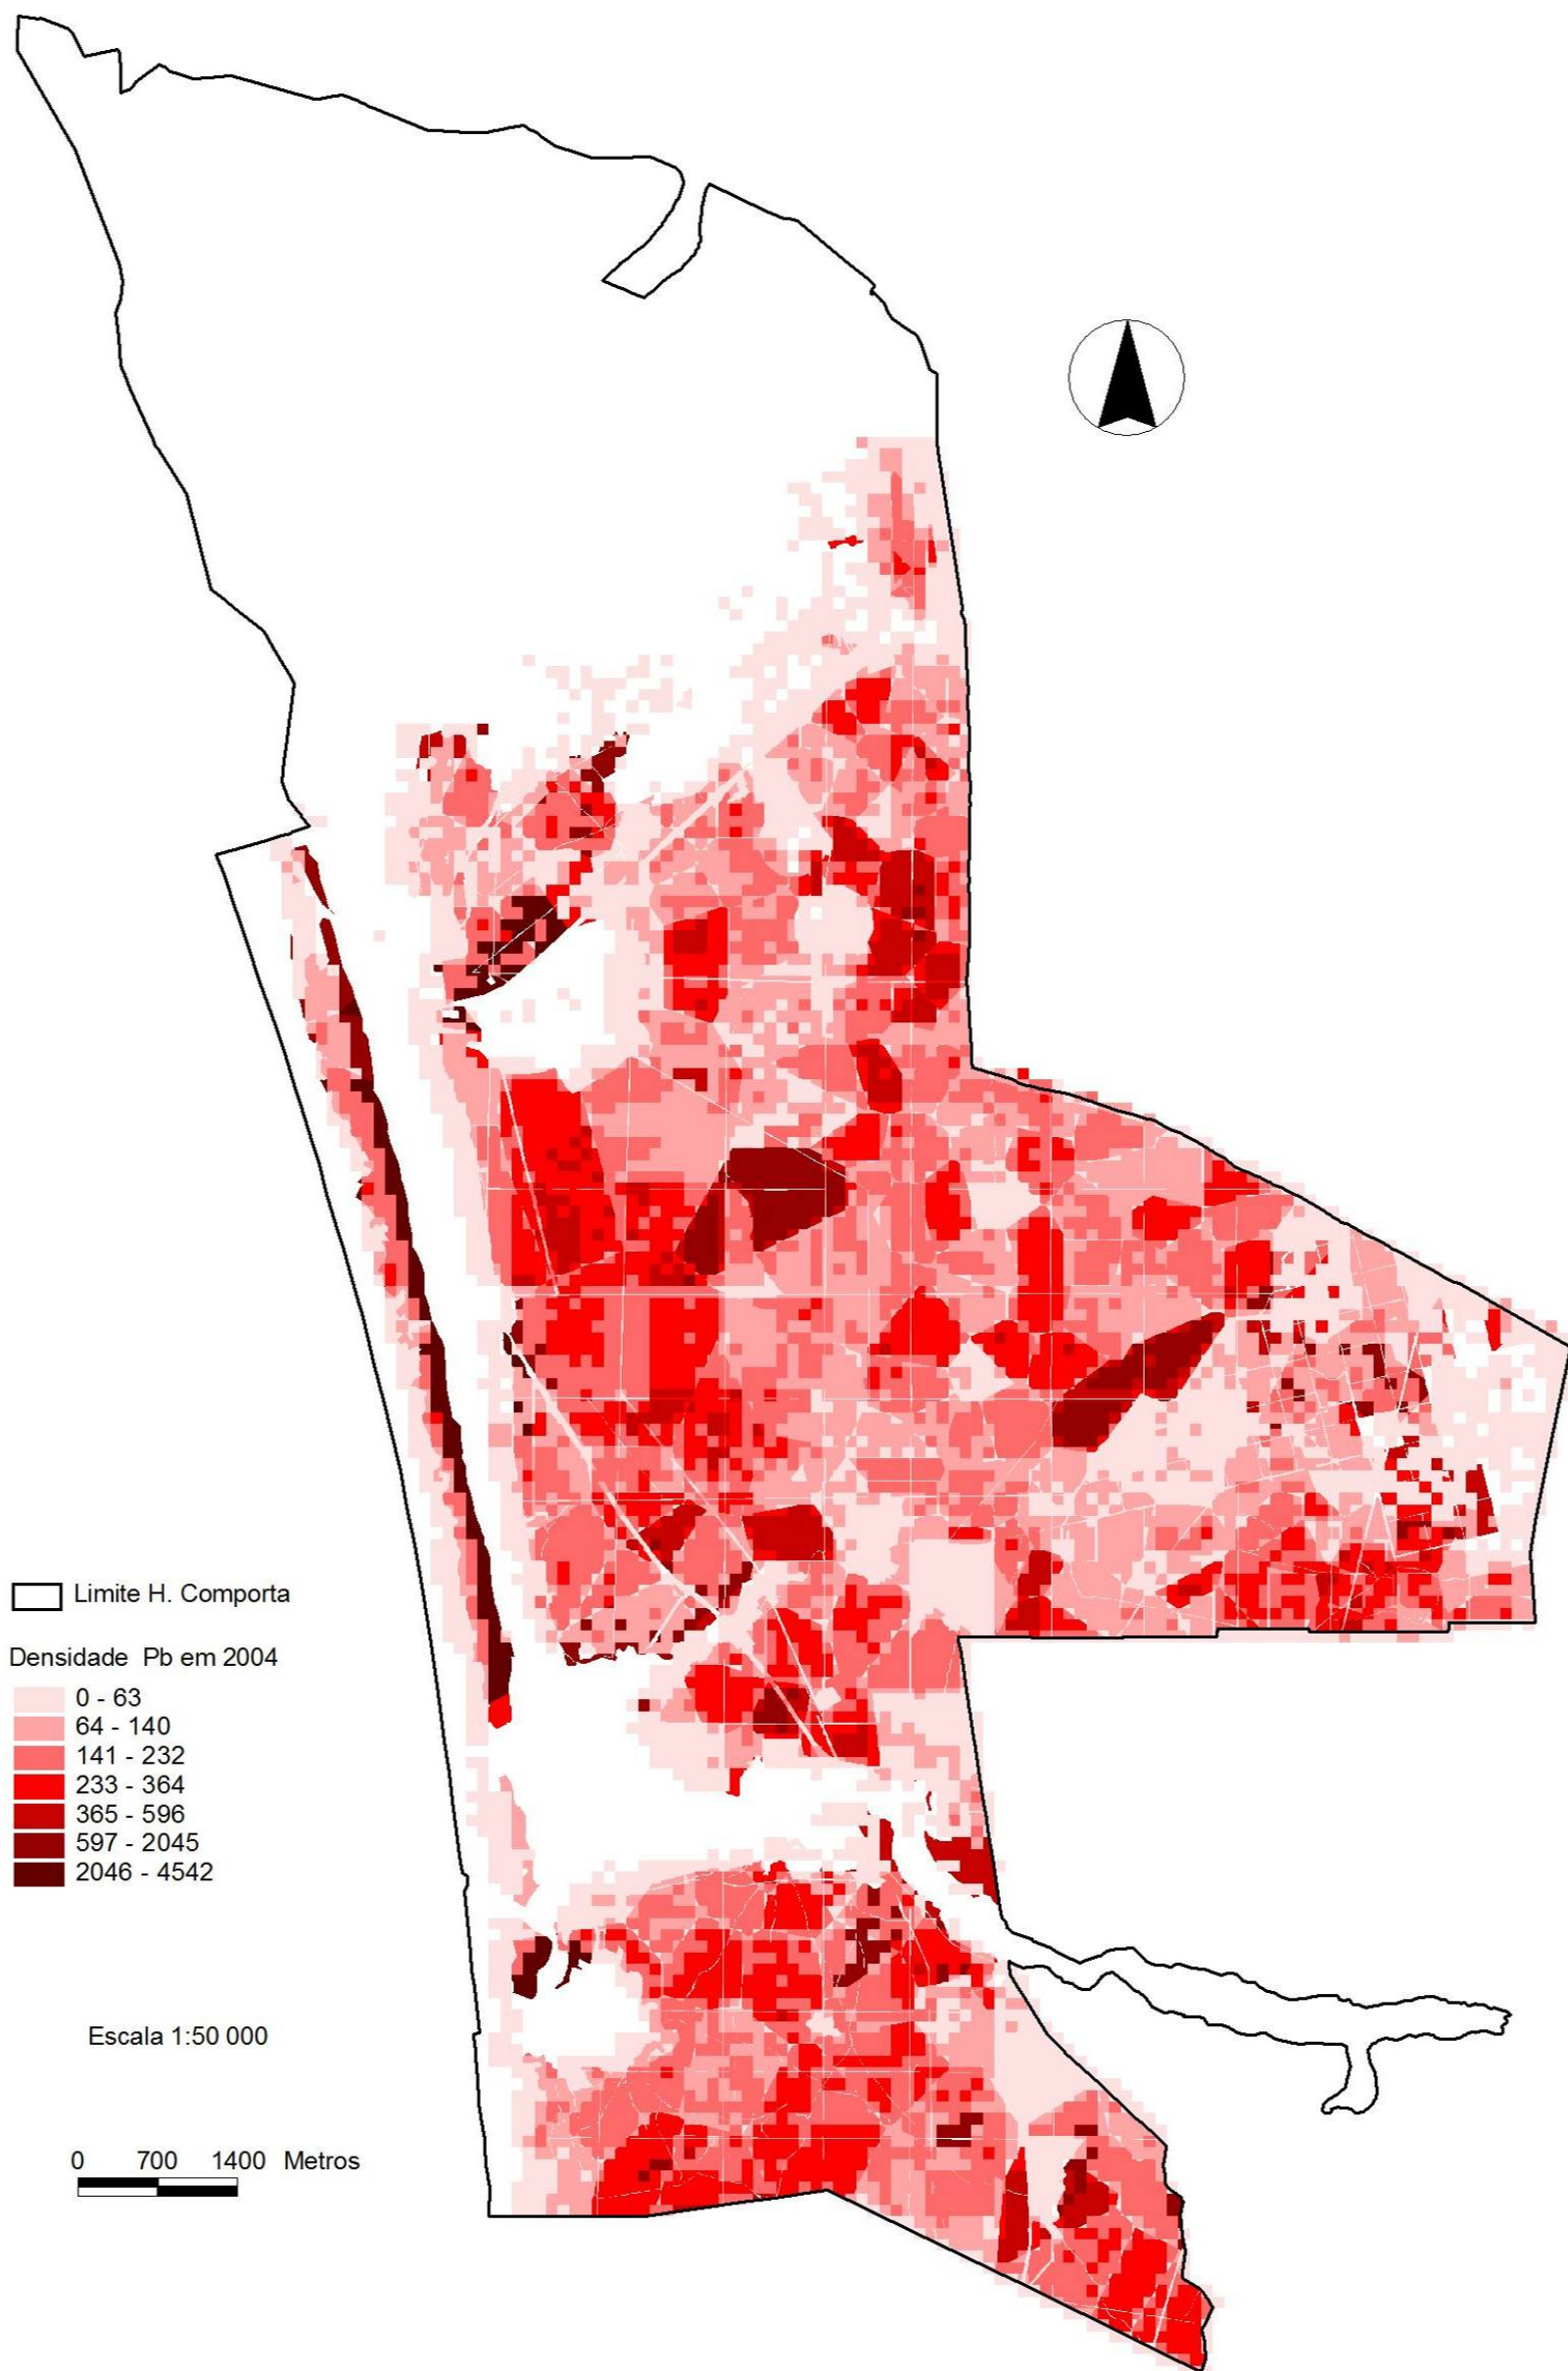 Limite H. Comporta
Densidade Pb em 2004
0 - 63
64 - 140
141 - 232
233 - 364
365 - 596
597 - 2045
2046 - 4542
Escala 1:50 000
0 700 1400 Metros